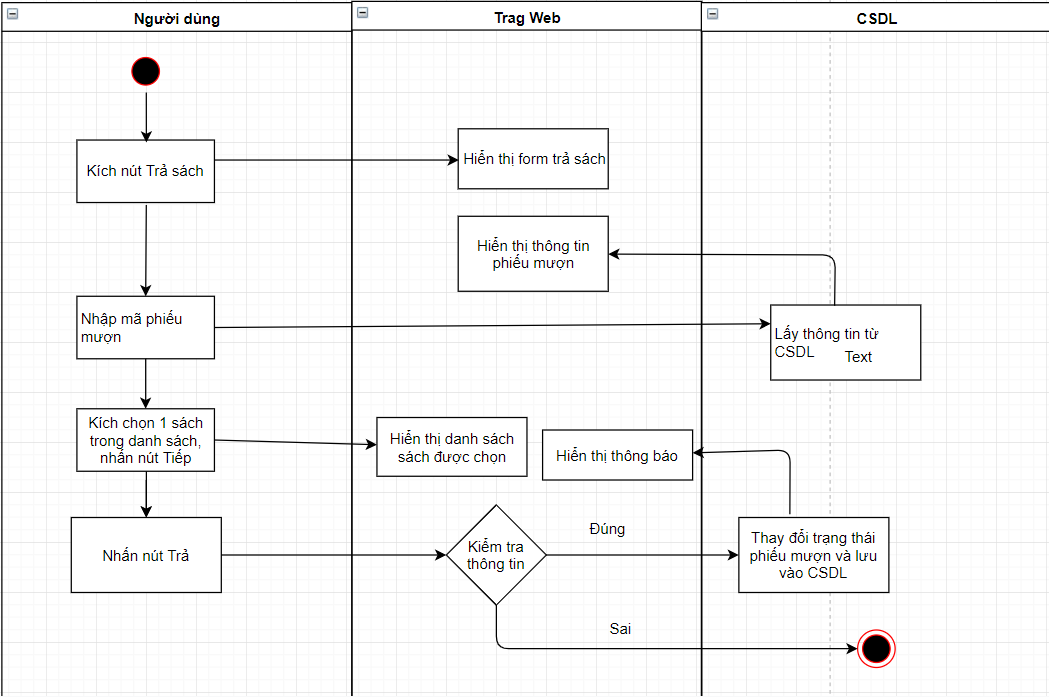 Người dùng
Trag Web
CSDL
Kích nút Trả sách
Hiển thị form trả sách
Hiển thị thông tin
phiếu mượn
Nhập mã phiếu
mượn
Lấy thông tin từ
CSDL
Text
Kích chọn 1 sách
trong danh sách,
nhấn nút Tiếp
Hiển thị danh sách
sách được chọn
Hiển thị thông báo
Nhấn nút Trả
Kiểm tra
thông tin
Đúng
Thay đổi trạng thái
phiếu mượn và lưu
vào CSDL
Sai